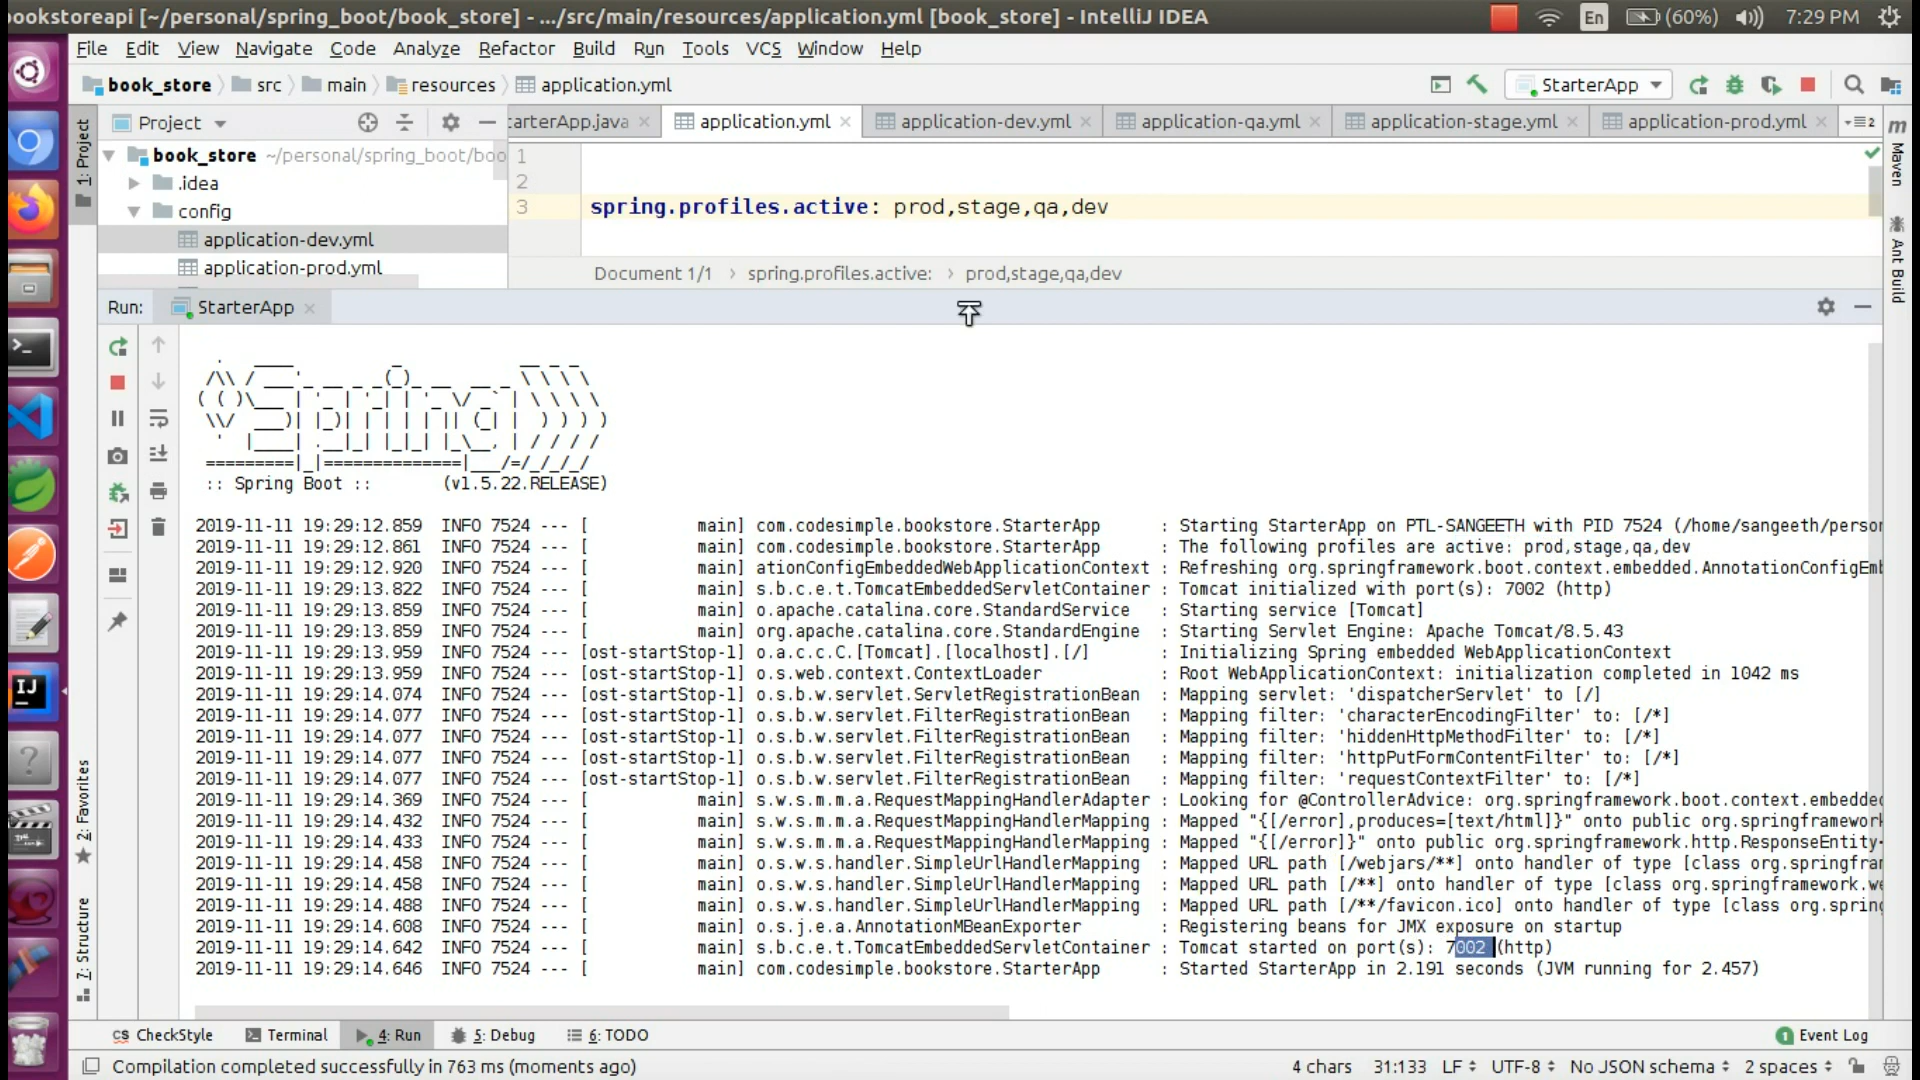 bookstoreapi [~/personal/spring_boot/book_store] - .../src/main/resources/application.yml [book_store] - IntelliJ IDEA
En (60%) 7:29 PM
File Edit View Navigate Code Analyze Refactor Build Run Tools VCS Window Help
book_store src main resources application.yml StarterApp
Project tarterApp.java application.yml application-dev.yml application-qa.yml application-stage.yml application-prod.yml 2
1: Project
book_store ~/personal/spring_boot/boo
.idea
config
application-dev.yml
application-prod.yml
1
2
3 spring.profiles.active: prod,stage,qa,dev
Document 1/1 spring.profiles.active: prod,stage,qa,dev
m Maven
Ant Build
Run: StarterApp
:: Spring Boot :: (v1.5.22.RELEASE)
2019-11-11 19:29:12.859 INFO 7524 --- [ main] com.codesimple.bookstore.StarterApp : Starting StarterApp on PTL-SANGEETH with PID 7524 (/home/sangeeth/person
2019-11-11 19:29:12.861 INFO 7524 --- [ main] com.codesimple.bookstore.StarterApp : The following profiles are active: prod,stage,qa,dev
2019-11-11 19:29:12.920 INFO 7524 --- [ main] ationConfigEmbeddedWebApplicationContext : Refreshing org.springframework.boot.context.embedded.AnnotationConfigEmb
2019-11-11 19:29:13.822 INFO 7524 --- [ main] s.b.c.e.t.TomcatEmbeddedServletContainer : Tomcat initialized with port(s): 7002 (http)
2019-11-11 19:29:13.859 INFO 7524 --- [ main] o.apache.catalina.core.StandardService : Starting service [Tomcat]
2019-11-11 19:29:13.859 INFO 7524 --- [ main] org.apache.catalina.core.StandardEngine : Starting Servlet Engine: Apache Tomcat/8.5.43
2019-11-11 19:29:13.959 INFO 7524 --- [ost-startStop-1] o.a.c.c.C.[Tomcat].[localhost].[/] : Initializing Spring embedded WebApplicationContext
2019-11-11 19:29:13.959 INFO 7524 --- [ost-startStop-1] o.s.web.context.ContextLoader : Root WebApplicationContext: initialization completed in 1042 ms
2019-11-11 19:29:14.074 INFO 7524 --- [ost-startStop-1] o.s.b.w.servlet.ServletRegistrationBean : Mapping servlet: 'dispatcherServlet' to [/]
2019-11-11 19:29:14.077 INFO 7524 --- [ost-startStop-1] o.s.b.w.servlet.FilterRegistrationBean : Mapping filter: 'characterEncodingFilter' to: [/*]
2019-11-11 19:29:14.077 INFO 7524 --- [ost-startStop-1] o.s.b.w.servlet.FilterRegistrationBean : Mapping filter: 'hiddenHttpMethodFilter' to: [/*]
2019-11-11 19:29:14.077 INFO 7524 --- [ost-startStop-1] o.s.b.w.servlet.FilterRegistrationBean : Mapping filter: 'httpPutFormContentFilter' to: [/*]
2019-11-11 19:29:14.077 INFO 7524 --- [ost-startStop-1] o.s.b.w.servlet.FilterRegistrationBean : Mapping filter: 'requestContextFilter' to: [/*]
2019-11-11 19:29:14.369 INFO 7524 --- [ main] s.w.s.m.m.a.RequestMappingHandlerAdapter : Looking for @ControllerAdvice: org.springframework.boot.context.embedded
2019-11-11 19:29:14.432 INFO 7524 --- [ main] s.w.s.m.m.a.RequestMappingHandlerMapping : Mapped "{[/error],produces=[text/html]}" onto public org.springframework
2019-11-11 19:29:14.433 INFO 7524 --- [ main] s.w.s.m.m.a.RequestMappingHandlerMapping : Mapped "{[/error]}" onto public org.springframework.http.ResponseEntity<
2019-11-11 19:29:14.458 INFO 7524 --- [ main] o.s.w.s.handler.SimpleUrlHandlerMapping : Mapped URL path [/webjars/**] onto handler of type [class org.springfram
2019-11-11 19:29:14.458 INFO 7524 --- [ main] o.s.w.s.handler.SimpleUrlHandlerMapping : Mapped URL path [/**] onto handler of type [class org.springframework.we
2019-11-11 19:29:14.488 INFO 7524 --- [ main] o.s.w.s.handler.SimpleUrlHandlerMapping : Mapped URL path [/**/favicon.ico] onto handler of type [class org.spring
2019-11-11 19:29:14.608 INFO 7524 --- [ main] o.s.j.e.a.AnnotationMBeanExporter : Registering beans for JMX exposure on startup
2019-11-11 19:29:14.642 INFO 7524 --- [ main] s.b.c.e.t.TomcatEmbeddedServletContainer : Tomcat started on port(s): 7002 (http)
2019-11-11 19:29:14.646 INFO 7524 --- [ main] com.codesimple.bookstore.StarterApp : Started StarterApp in 2.191 seconds (JVM running for 2.457)
2: Favorites
7: Structure
CS CheckStyle Terminal 4: Run 5: Debug 6: TODO 1 Event Log
Compilation completed successfully in 763 ms (moments ago) 4 chars 31:133 LF UTF-8 No JSON schema 2 spaces